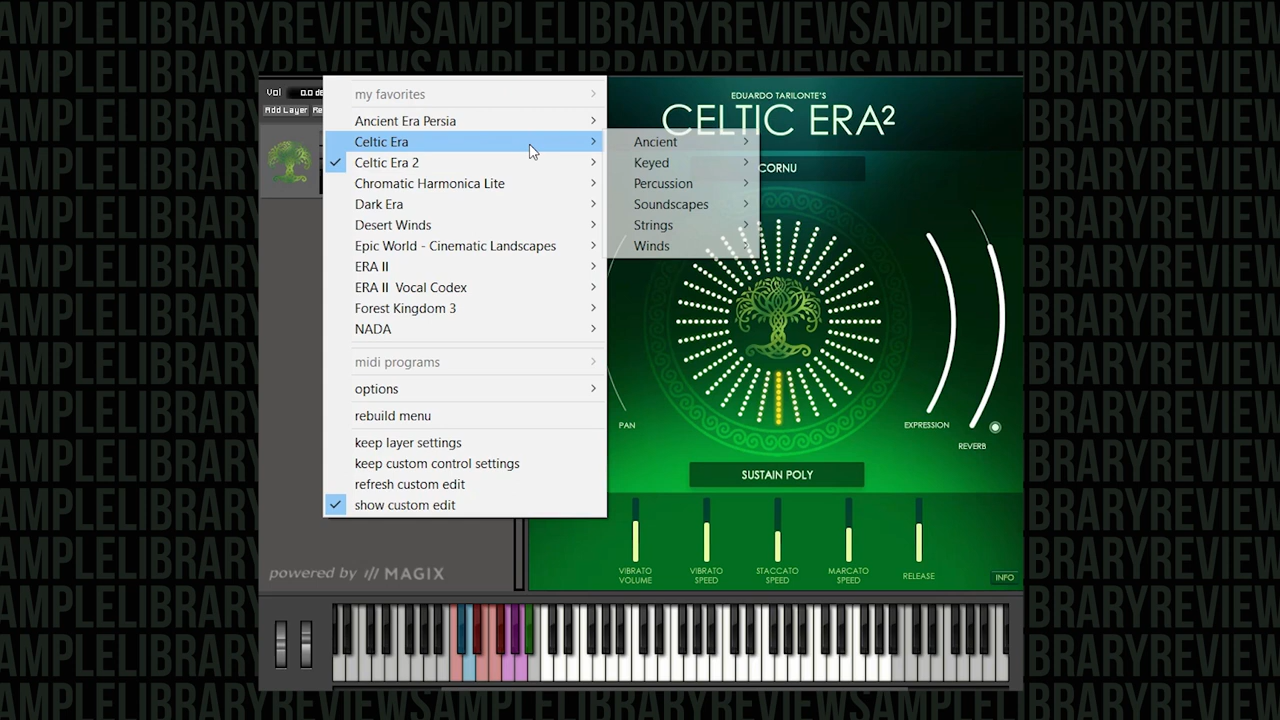 SAMPLELIBRARYREVIEWS
Vol 0.0
Add Layer
my favorites
Ancient Era Persia
Celtic Era
Celtic Era 2
Chromatic Harmonica Lite
Dark Era
Desert Winds
Epic World - Cinematic Landscapes
ERA II
ERA II Vocal Codex
Forest Kingdom 3
NADA
midi programs
options
rebuild menu
keep layer settings
keep custom control settings
refresh custom edit
show custom edit
Ancient
Keyed
Percussion
Soundscapes
Strings
Winds
EDUARDO TARILONTE'S
CELTIC ERA²
CORNU
PAN
EXPRESSION
REVERB
SUSTAIN POLY
VIBRATO
VOLUME
VIBRATO
SPEED
STACCATO
SPEED
MARCATO
SPEED
RELEASE
INFO
powered by /// MAGIX